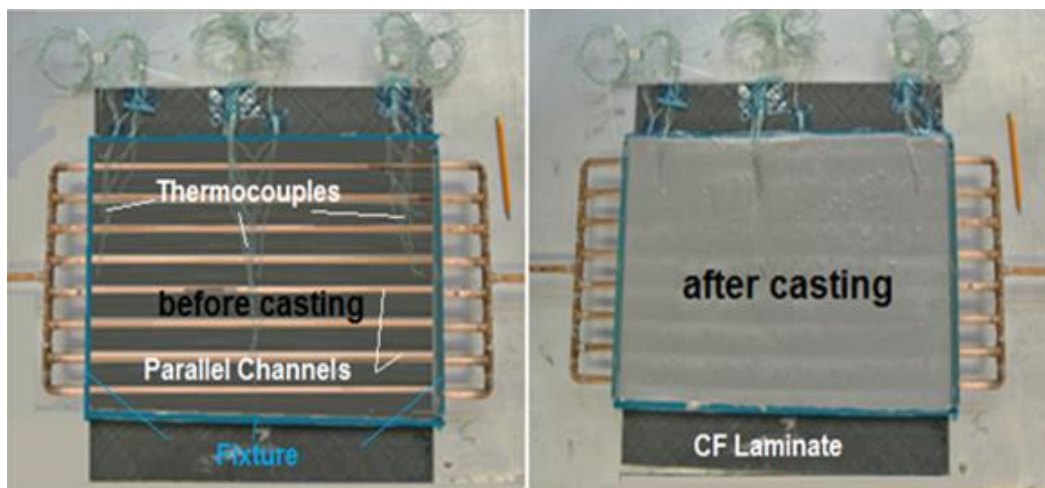 Thermocouples
before casting
Parallel Channels
Fixture
after casting
CF Laminate